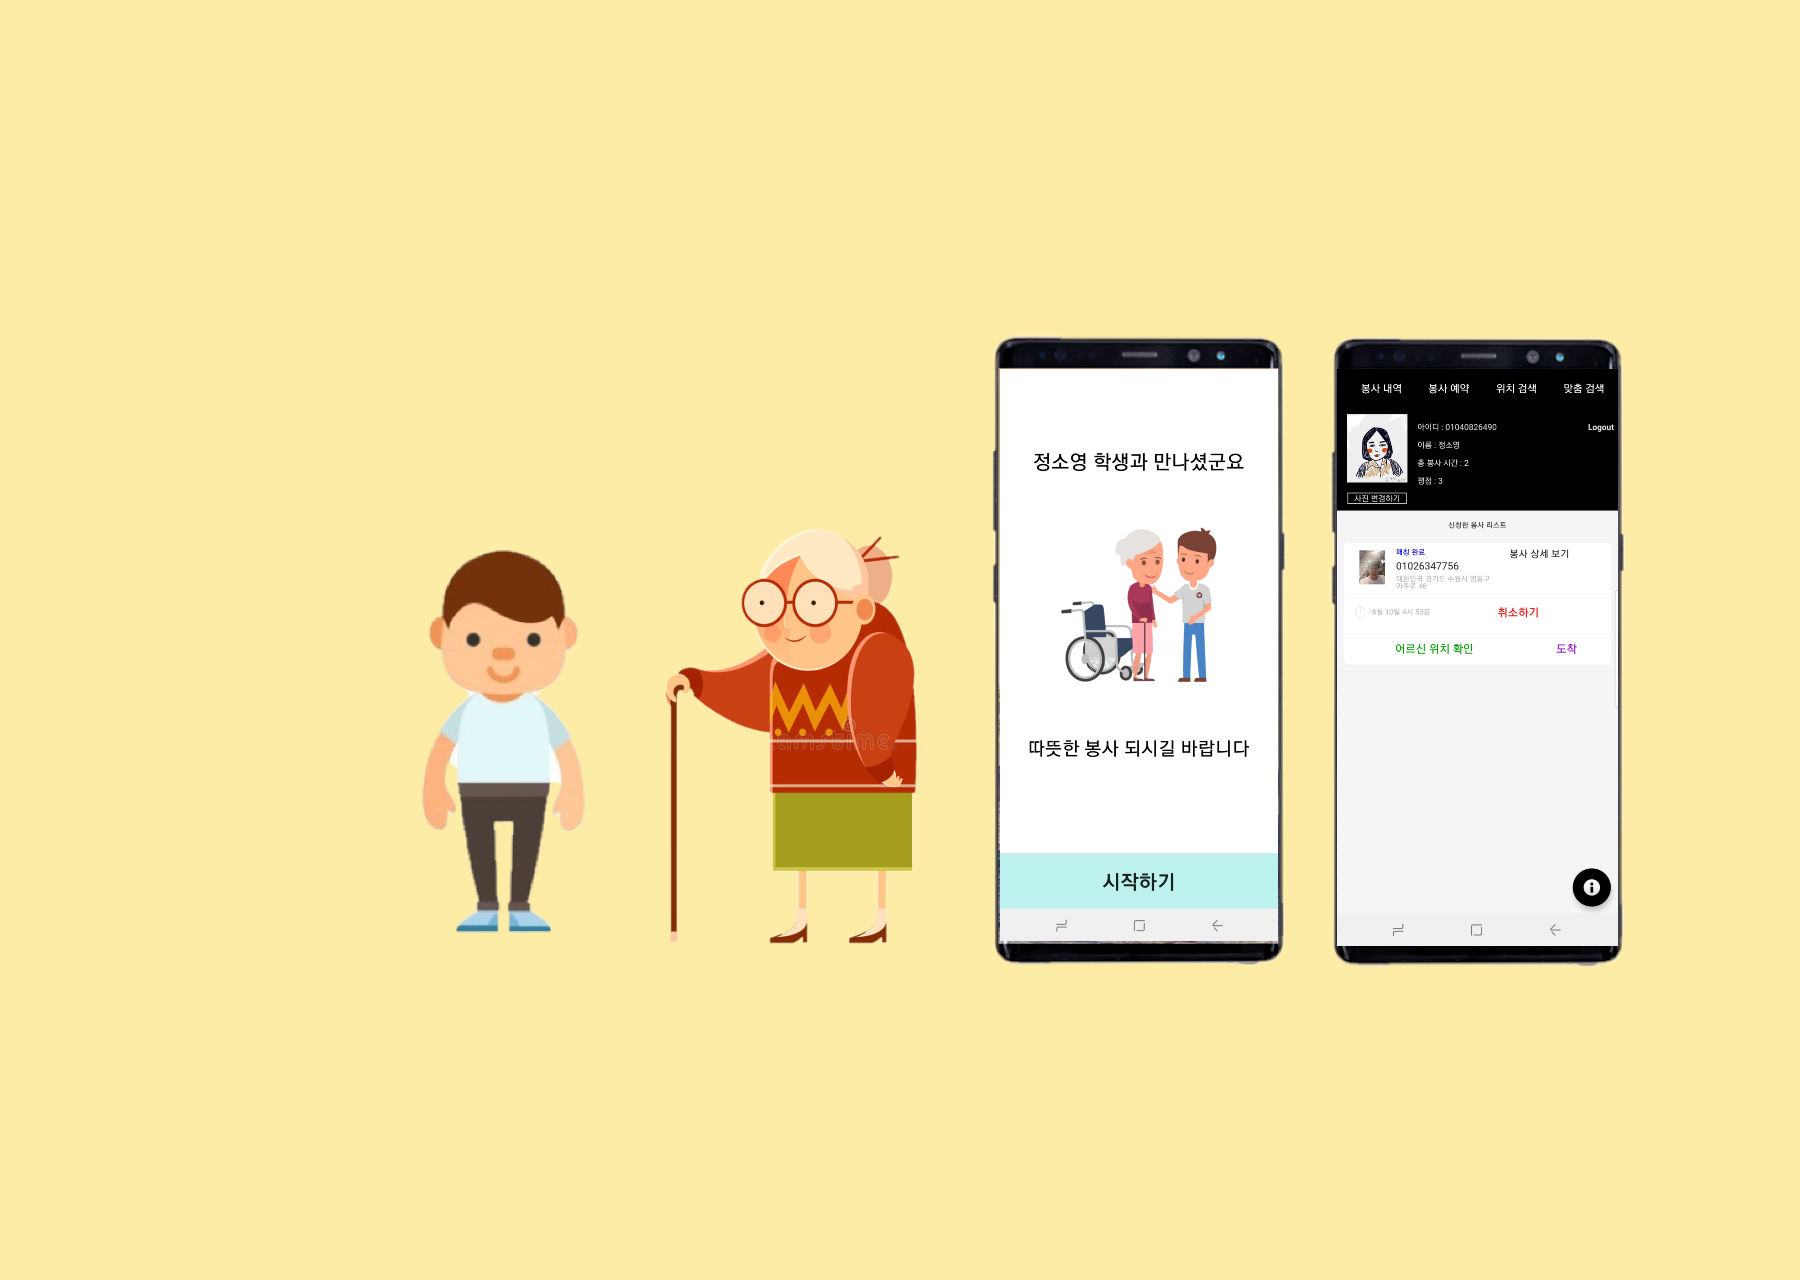 정소영 학생과 만나셨군요
따뜻한 봉사 되시길 바랍니다
시작하기
봉사 내역 봉사 예약 위치 검색 맞춤 검색
아이디 : 01040826490 Logout
이름 : 정소영
총 봉사 시간 : 2
평점 : 3
사진 변경하기
신청한 봉사 리스트
매칭 완료 봉사 상세 보기
01026347756
대한민국 경기도 수원시 영통구
아주로 46
6월 10일 4시 53분 취소하기
어르신 위치 확인 도착